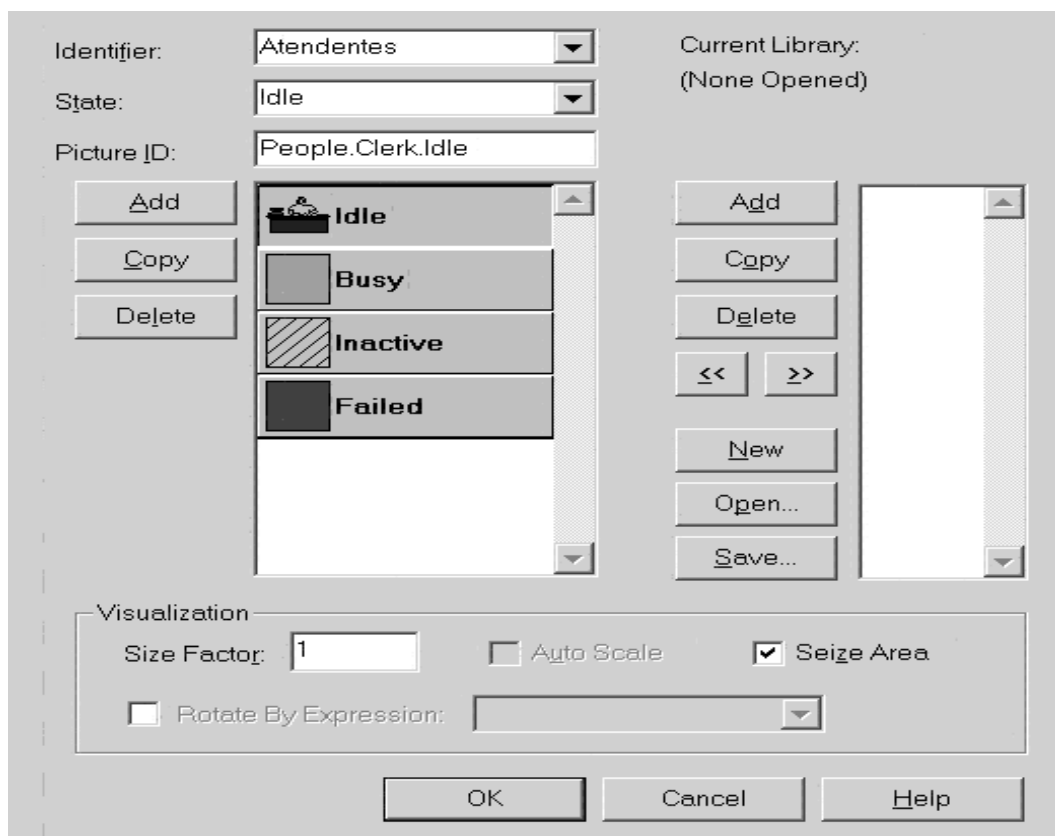 Identifier:
Atendentes
Current Library:
(None Opened)
State:
Idle
Picture ID:
People.Clerk.Idle
Add
Copy
Delete
Idle
Busy
Inactive
Failed
Add
Copy
Delete
<<
>>
New
Open...
Save...
Visualization
Size Factor:
1
Auto Scale
Seize Area
Rotate By Expression:
OK
Cancel
Help